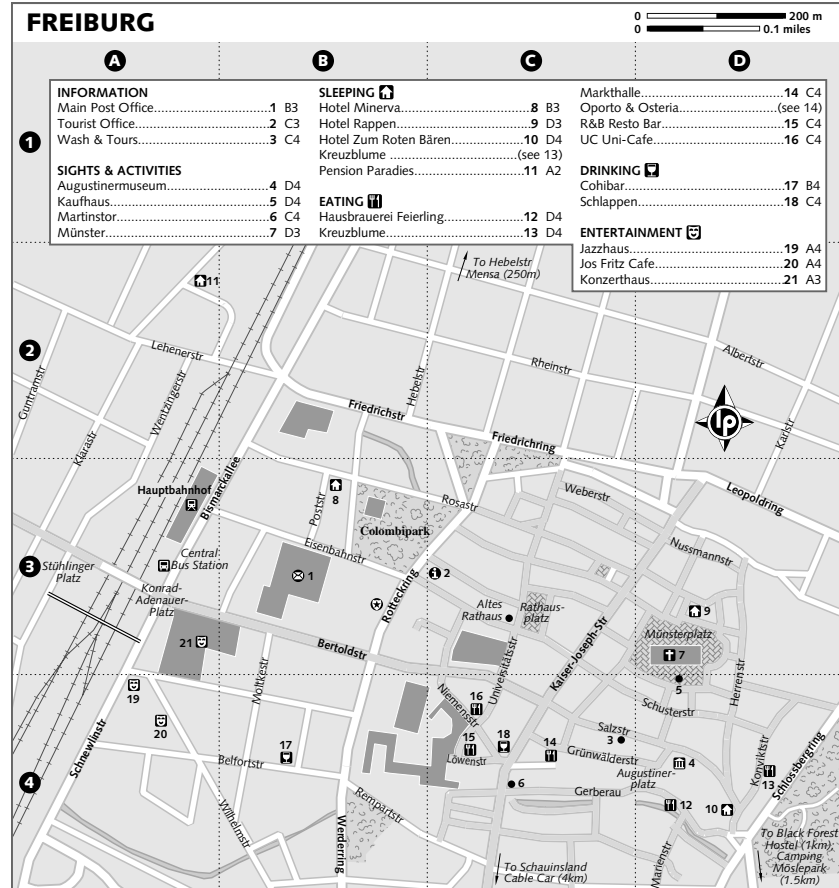 FREIBURG
0 200 m
0 0.1 miles
A B C D
INFORMATION
Main Post Office 1 B3
Tourist Office 2 C3
Wash & Tours 3 C4
SIGHTS & ACTIVITIES
Augustinermuseum 4 D4
Kaufhaus 5 D4
Martinstor 6 C4
Münster 7 D3
SLEEPING
Hotel Minerva 8 B3
Hotel Rappen 9 D3
Hotel Zum Roten Bären 10 D4
Kreuzblume (see 13)
Pension Paradies 11 A2
EATING
Hausbrauerei Feierling 12 D4
Kreuzblume 13 D4
Markthalle 14 C4
Oporto & Osteria (see 14)
R&B Resto Bar 15 C4
UC Uni-Cafe 16 C4
DRINKING
Cohibar 17 B4
Schlappen 18 C4
ENTERTAINMENT
Jazzhaus 19 A4
Jos Fritz Cafe 20 A4
Konzerthaus 21 A3
1
To Hebelstr
Mensa (250m)
11
2
Lehenerstr
Guntramstr
Wentzingerstr
Klarastr
Hebelstr
Rheinstr
Albertstr
Karlstr
lp
Friedrichstr
Friedrichring
Leopoldring
Hauptbahnhof
Bismarckallee
8
Poststr
Rosastr
Weberstr
Colombipark
Nussmannstr
Eisenbahnstr
3
Stühlinger
Platz
Central
Bus Station
1
2
Konrad-
Adenauer-
Platz
Rotteckring
Altes
Rathaus
Rathaus-
platz
9
Münsterplatz
7
21
Bertoldstr
Universitätsstr
Kaiser-Joseph-Str
5
Herrenstr
Moltkestr
19
20
Niemensstr
16
Schusterstr
Salzstr
3
15
18
14
Löwenstr
Grünwälderstr
Augustiner-
platz
4
Konviktstr
13
Schlossbergring
4
Schnewlinstr
17
Belfortstr
Wilhelmstr
Rempartstr
Werderring
6
Gerberau
12
10
Marienstr
To Schauinsland
Cable Car (4km)
To Black Forest
Hostel (1km);
Camping
Möslepark
(1.5km)